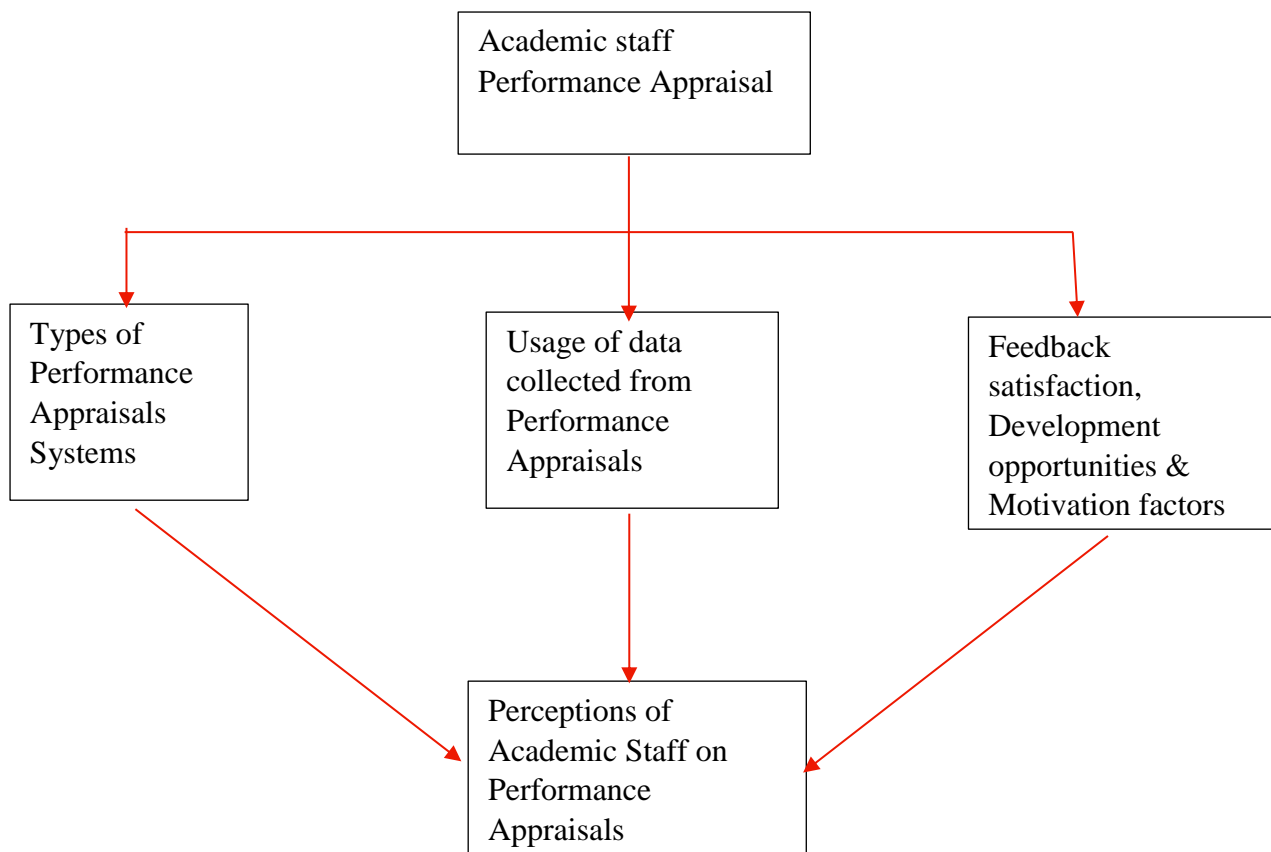 Academic staff
Performance Appraisal
Types of
Performance
Appraisals
Systems
Usage of data
collected from
Performance
Appraisals
Feedback
satisfaction,
Development
opportunities &
Motivation factors
Perceptions of
Academic Staff on
Performance
Appraisals